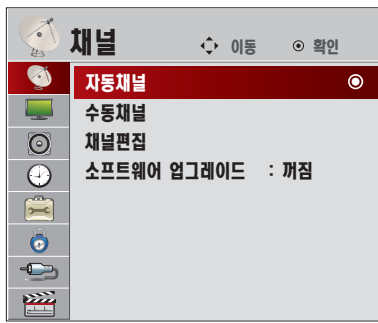 채널 이동 확인
자동채널
수동채널
채널편집
소프트웨어 업그레이드 : 꺼짐